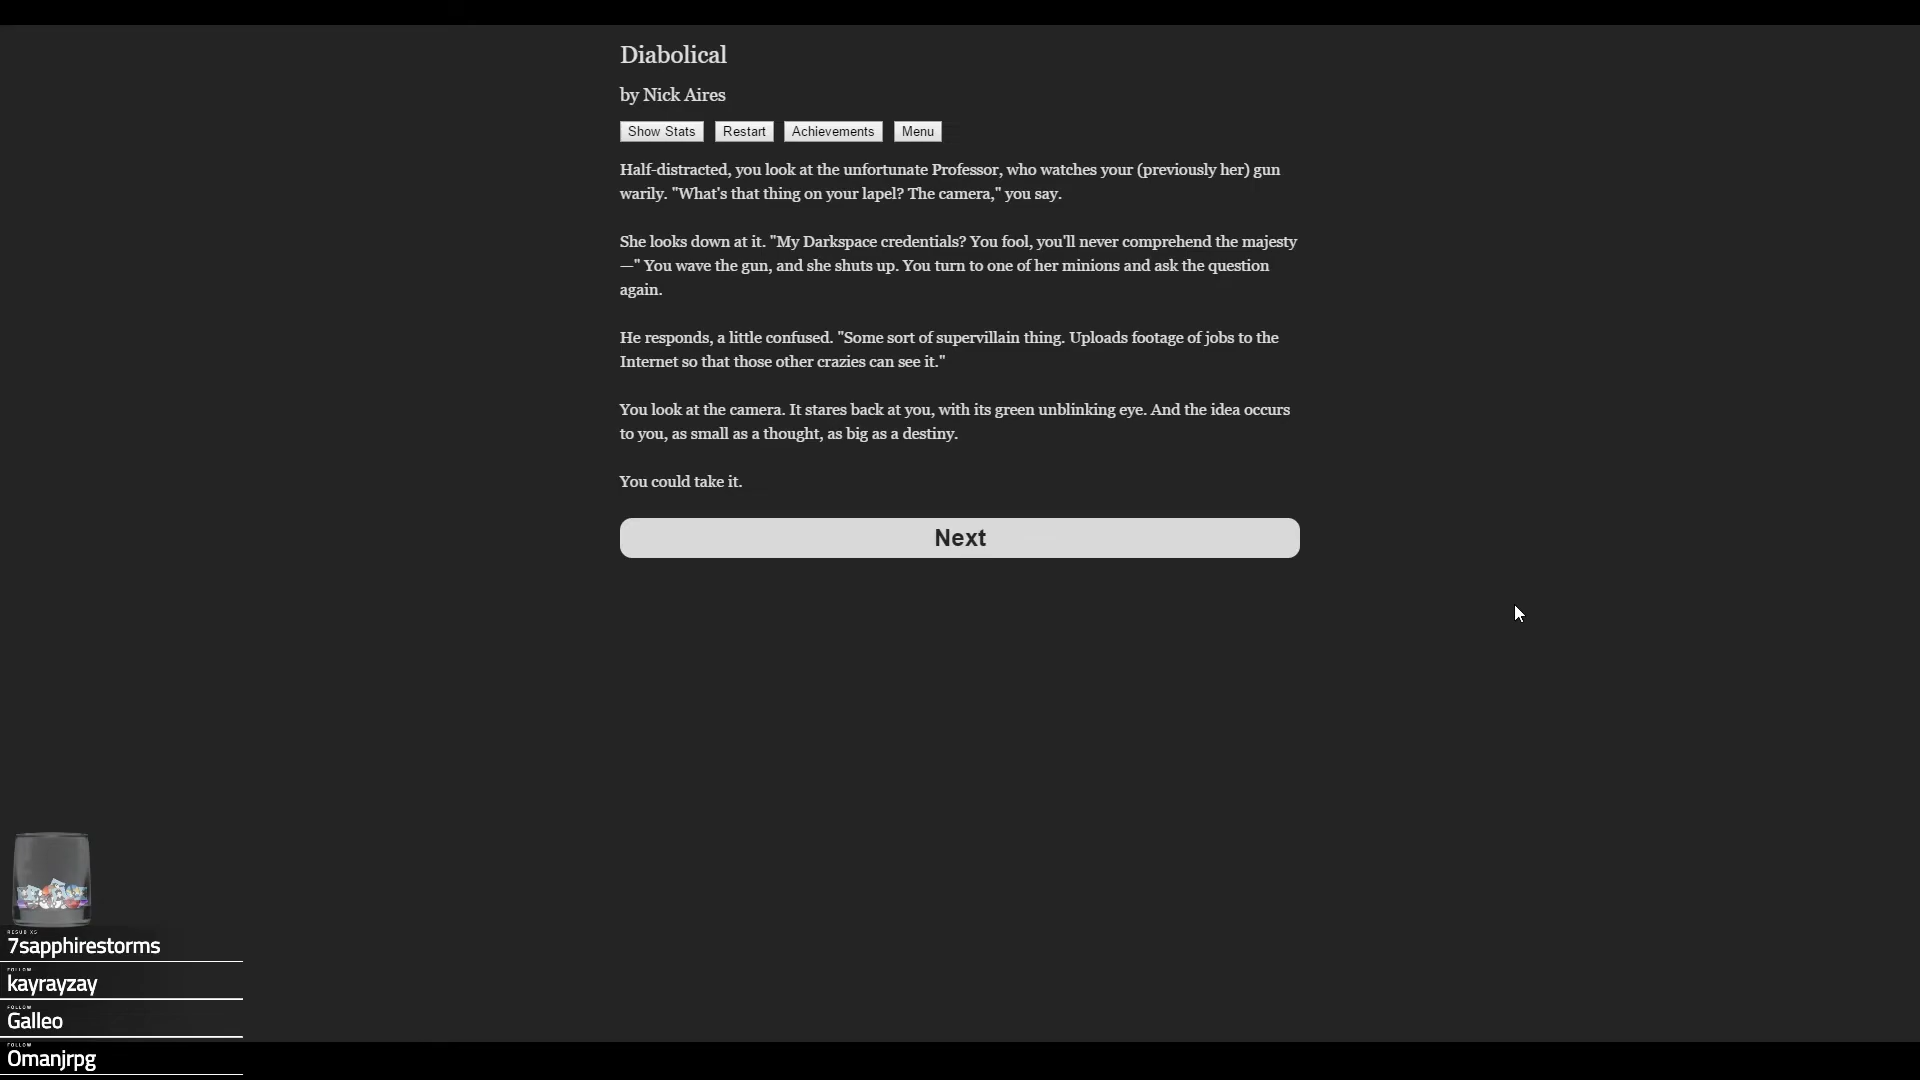 Diabolical
by Nick Aires
Show Stats Restart Achievements Menu
Half-distracted, you look at the unfortunate Professor, who watches your (previously her) gun
warily. "What's that thing on your lapel? The camera," you say.
She looks down at it. "My Darkspace credentials? You fool, you'll never comprehend the majesty
—" You wave the gun, and she shuts up. You turn to one of her minions and ask the question
again.
He responds, a little confused. "Some sort of supervillain thing. Uploads footage of jobs to the
Internet so that those other crazies can see it."
You look at the camera. It stares back at you, with its green unblinking eye. And the idea occurs
to you, as small as a thought, as big as a destiny.
You could take it.
Next
RESUB X5
7sapphirestorms
FOLLOW
kayrayzay
FOLLOW
Galleo
FOLLOW
Omanjrpg